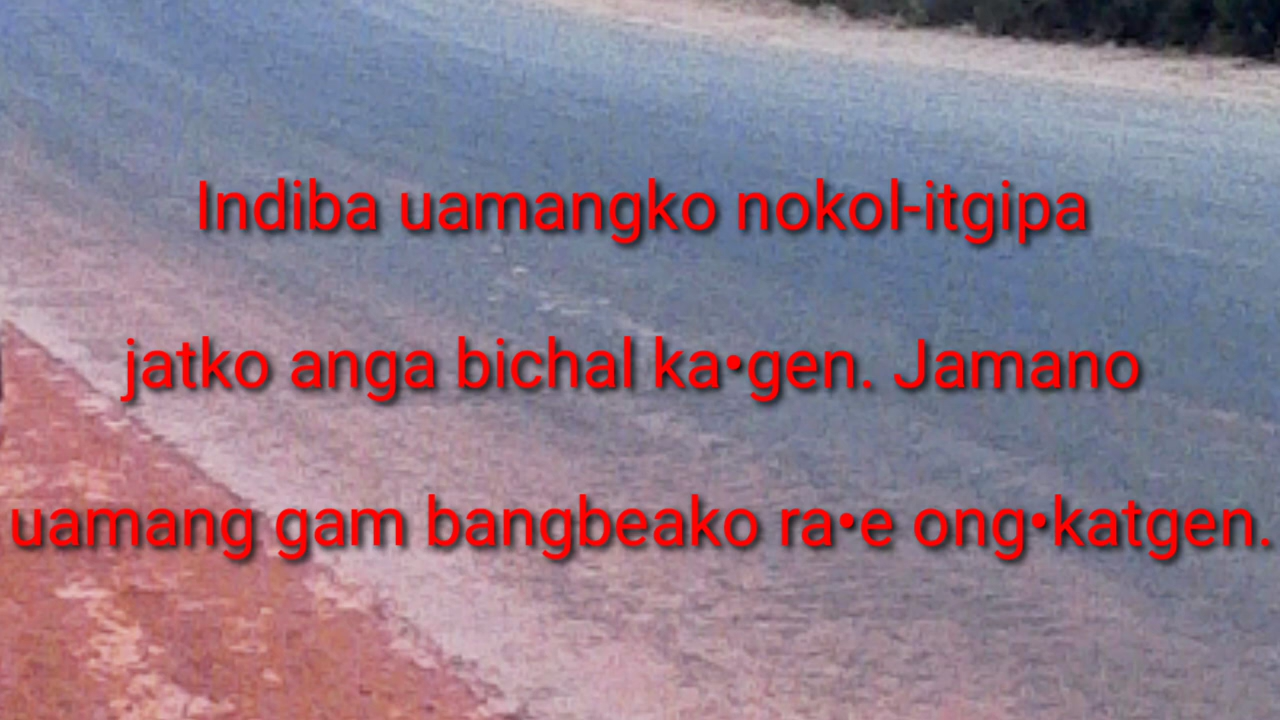 Indiba uamangko nokol-itgipa
jatko anga bichal ka•gen. Jamano
uamang gam bangbeako ra•e ong•katgen.